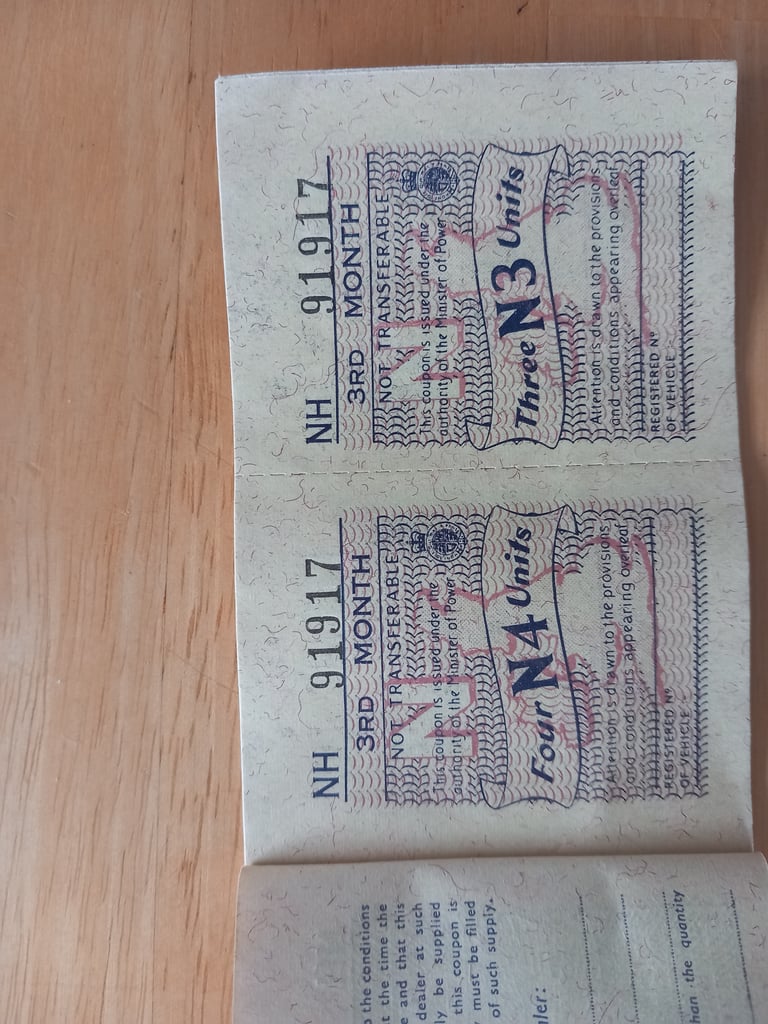 NH 91917
3RD MONTH
NOT TRANSFERABLE
This coupon is issued under the
authority of the Minister of Power
Three N3 Units
Attention is drawn to the provisions
and conditions appearing overleaf
REGISTERED Nº
OF VEHICLE
NH 91917
3RD MONTH
NOT TRANSFERABLE
This coupon is issued under the
authority of the Minister of Power
Four N4 Units
Attention is drawn to the provisions
and conditions appearing overleaf
REGISTERED Nº
OF VEHICLE
the conditions
t the time the
and that this
dealer at such
be supplied
this coupon is
must be filled
of such supply.
ler:
han the quantity